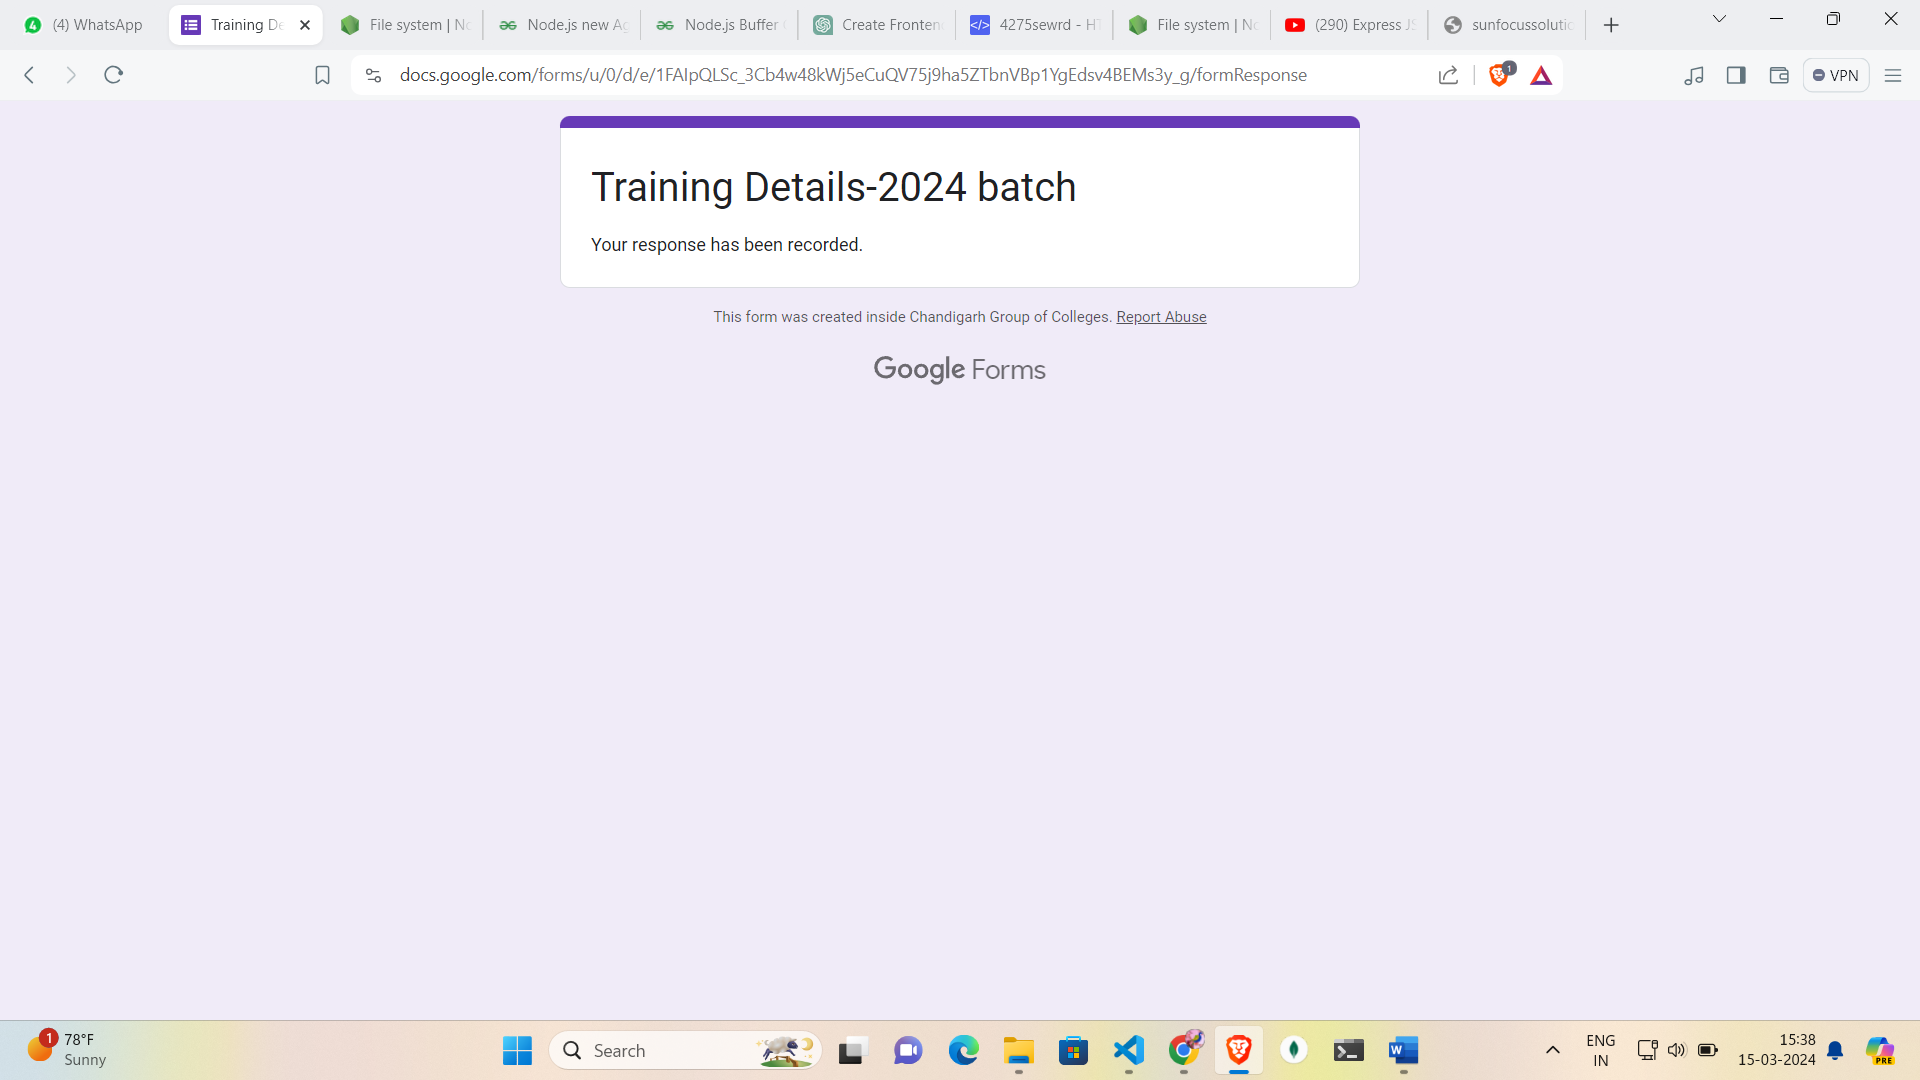 (4) WhatsApp
Training De
File system | No
Node.js new Ag
Node.js Buffer
Create Fronten
4275sewrd - HT
File system | No
(290) Express JS
sunfocussolutio
docs.google.com/forms/u/0/d/e/1FAIpQLSc_3Cb4w48kWj5eCuQV75j9ha5ZTbnVBp1YgEdsv4BEMs3y_g/formResponse
1
VPN
Training Details-2024 batch
Your response has been recorded.
This form was created inside Chandigarh Group of Colleges. Report Abuse
Google Forms
1
78°F
Sunny
Search
ENG
IN
15:38
15-03-2024
PRE